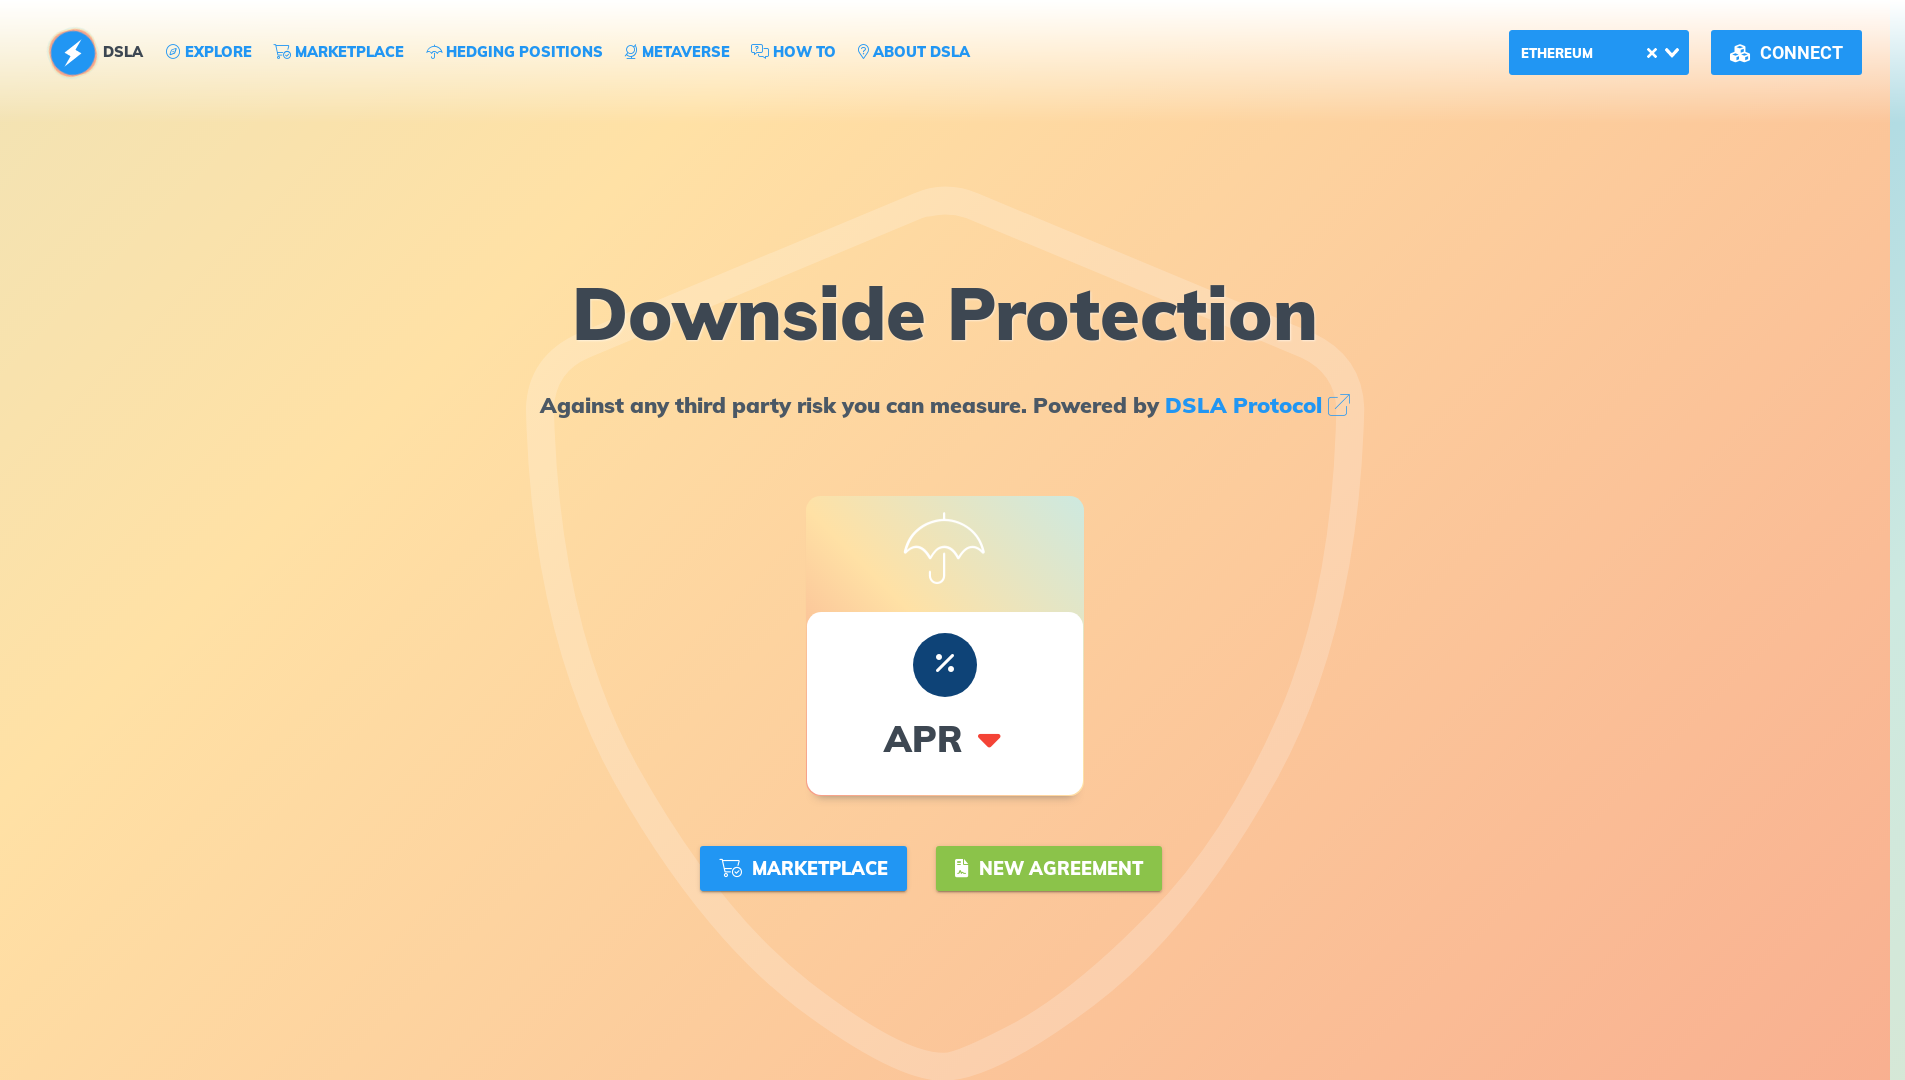 DSLA EXPLORE MARKETPLACE HEDGING POSITIONS METAVERSE HOW TO ABOUT DSLA ETHEREUM CONNECT
Downside Protection
Against any third party risk you can measure. Powered by DSLA Protocol
%
APR
MARKETPLACE NEW AGREEMENT